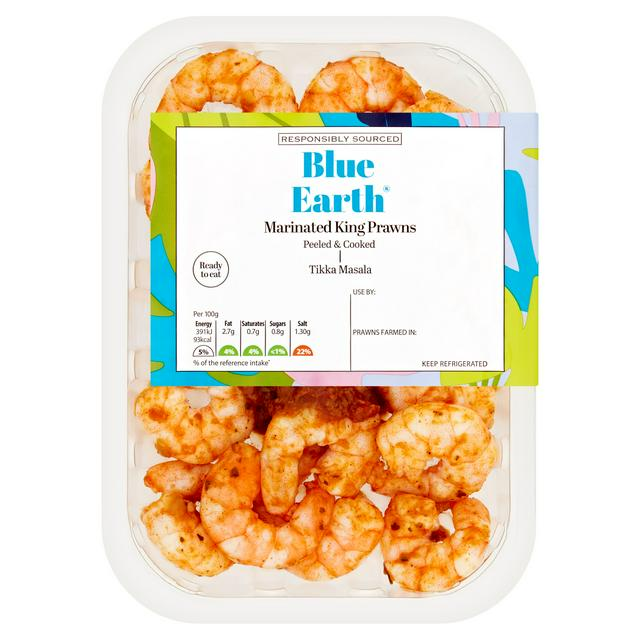 RESPONSIBLY SOURCED
Blue
Earth®
Marinated King Prawns
Peeled & Cooked
Tikka Masala
Ready
to eat
USE BY:
PRAWNS FARMED IN:
KEEP REFRIGERATED
Per 100g
Energy Fat Saturates Sugars Salt
391kJ 2.7g 0.7g 0.8g 1.30g
93kcal
5% 4% 4% <1% 22%
% of the reference intake*